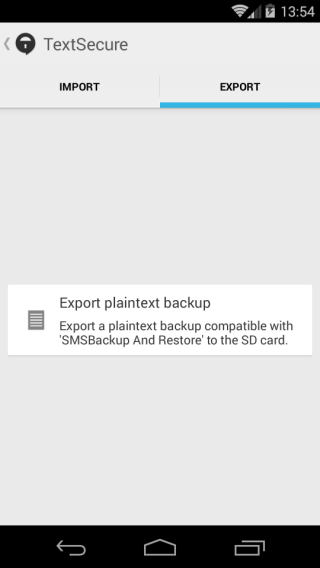 13:54
TextSecure
IMPORT
EXPORT
Export plaintext backup
Export a plaintext backup compatible with
'SMSBackup And Restore' to the SD card.